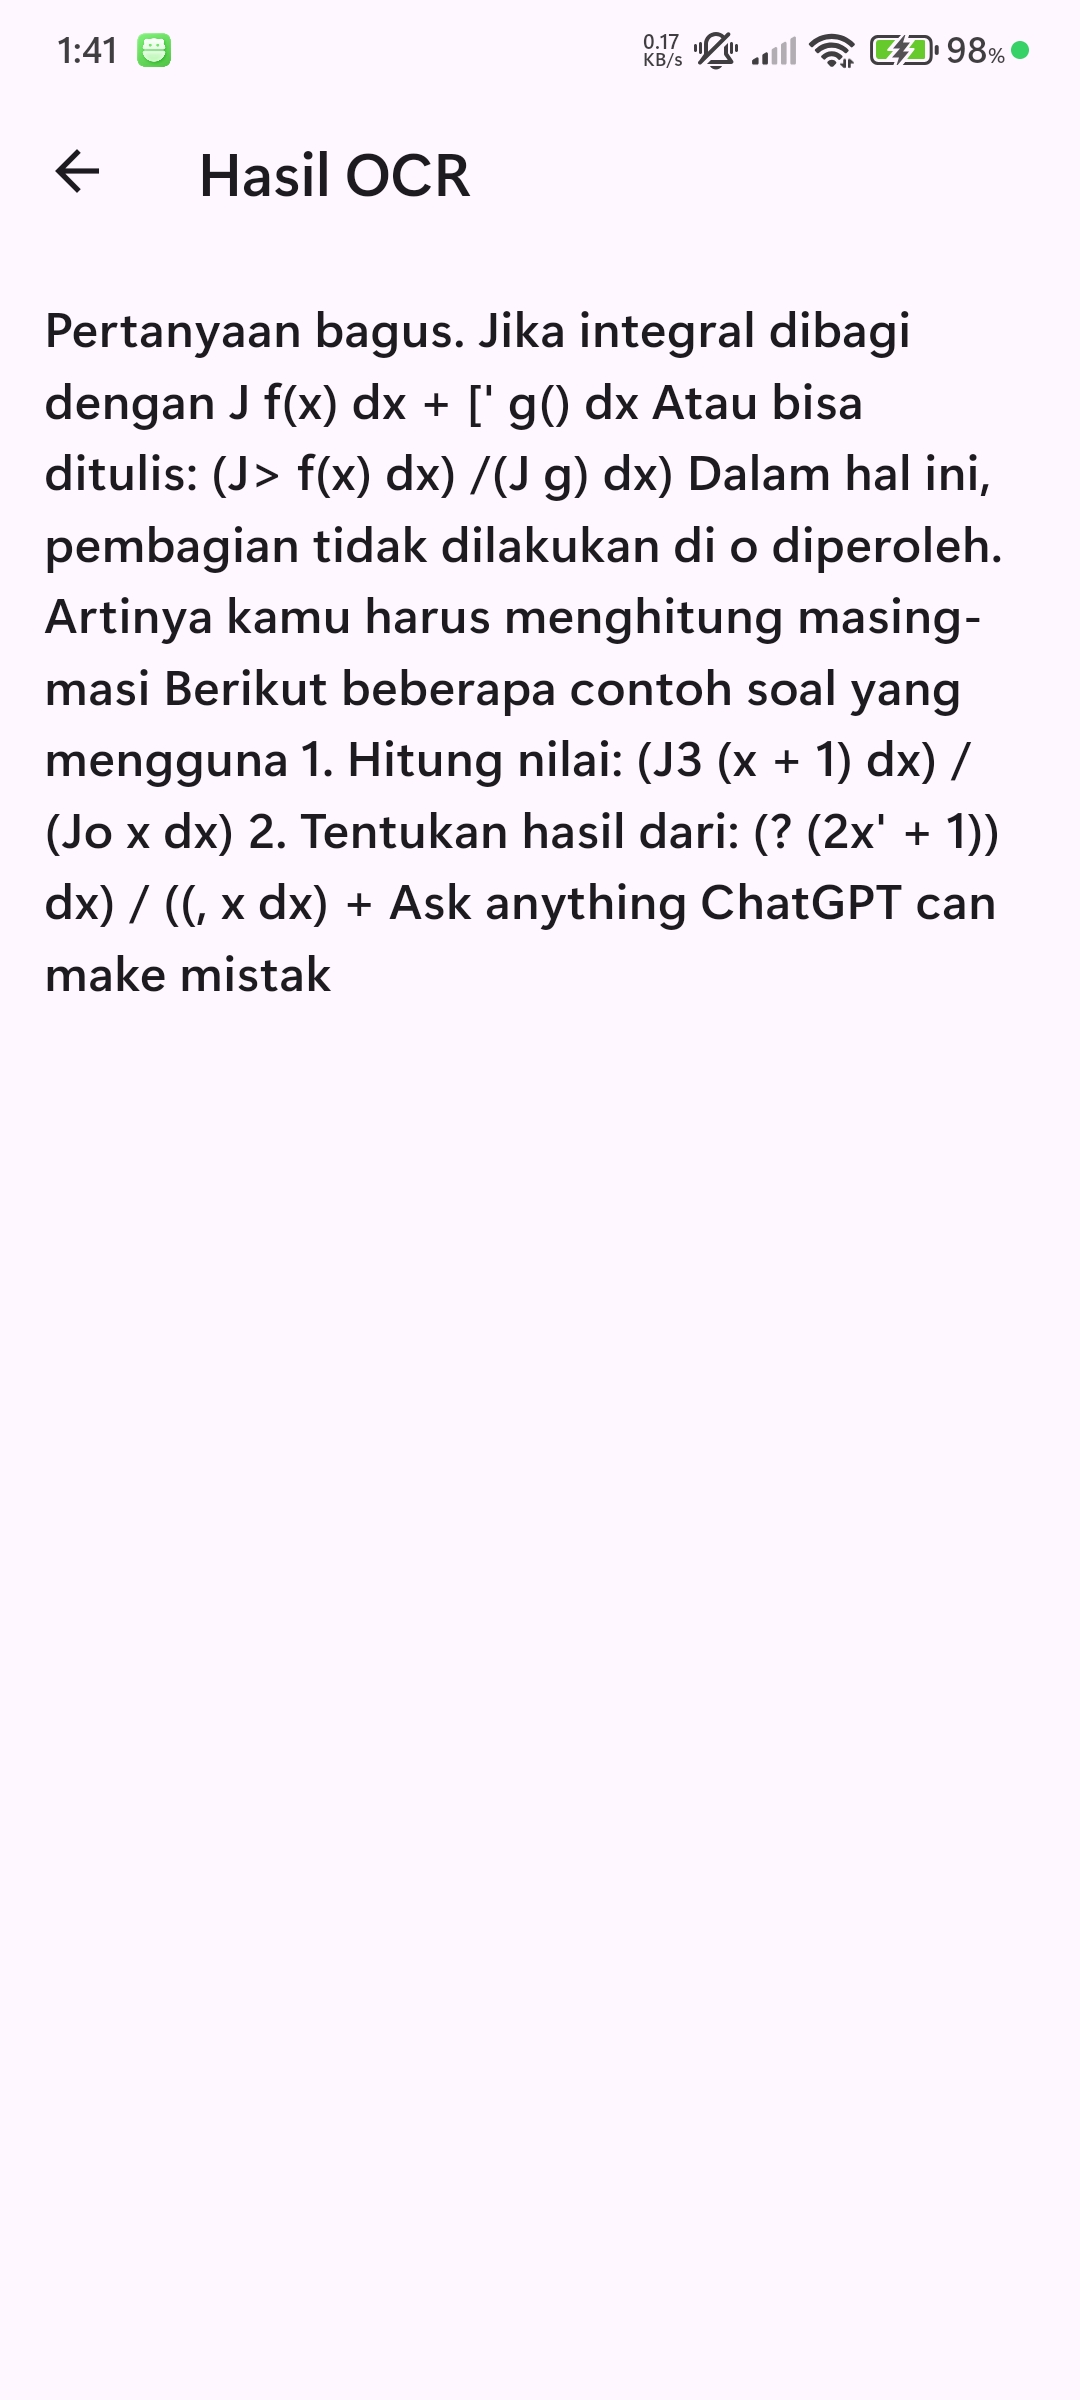 1:41
0.17
KB/s
98%
Hasil OCR
Pertanyaan bagus. Jika integral dibagi
dengan J f(x) dx + [' g() dx Atau bisa
ditulis: (J> f(x) dx) /(J g) dx) Dalam hal ini,
pembagian tidak dilakukan di o diperoleh.
Artinya kamu harus menghitung masing-
masi Berikut beberapa contoh soal yang
mengguna 1. Hitung nilai: (J3 (x + 1) dx) /
(Jo x dx) 2. Tentukan hasil dari: (? (2x' + 1))
dx) / ((, x dx) + Ask anything ChatGPT can
make mistak